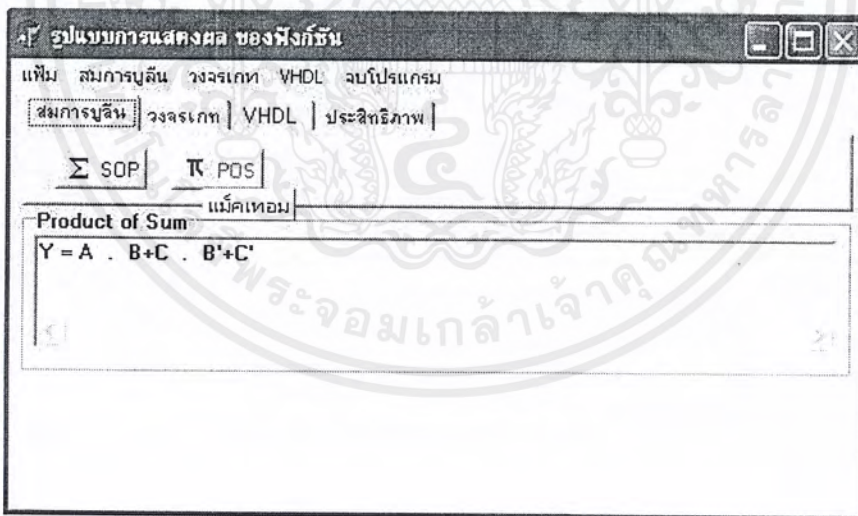 รูปแบบการแสดงผล ของฟังก์ชัน
แฟ้ม สมการบูลีน วงจรเกท VHDL จบโปรแกรม
สมการบูลีน วงจรเกท VHDL ประสิทธิภาพ
Σ SOP π POS
แม็คเทอม
Product of Sum
Y = A . B+C . B'+C'